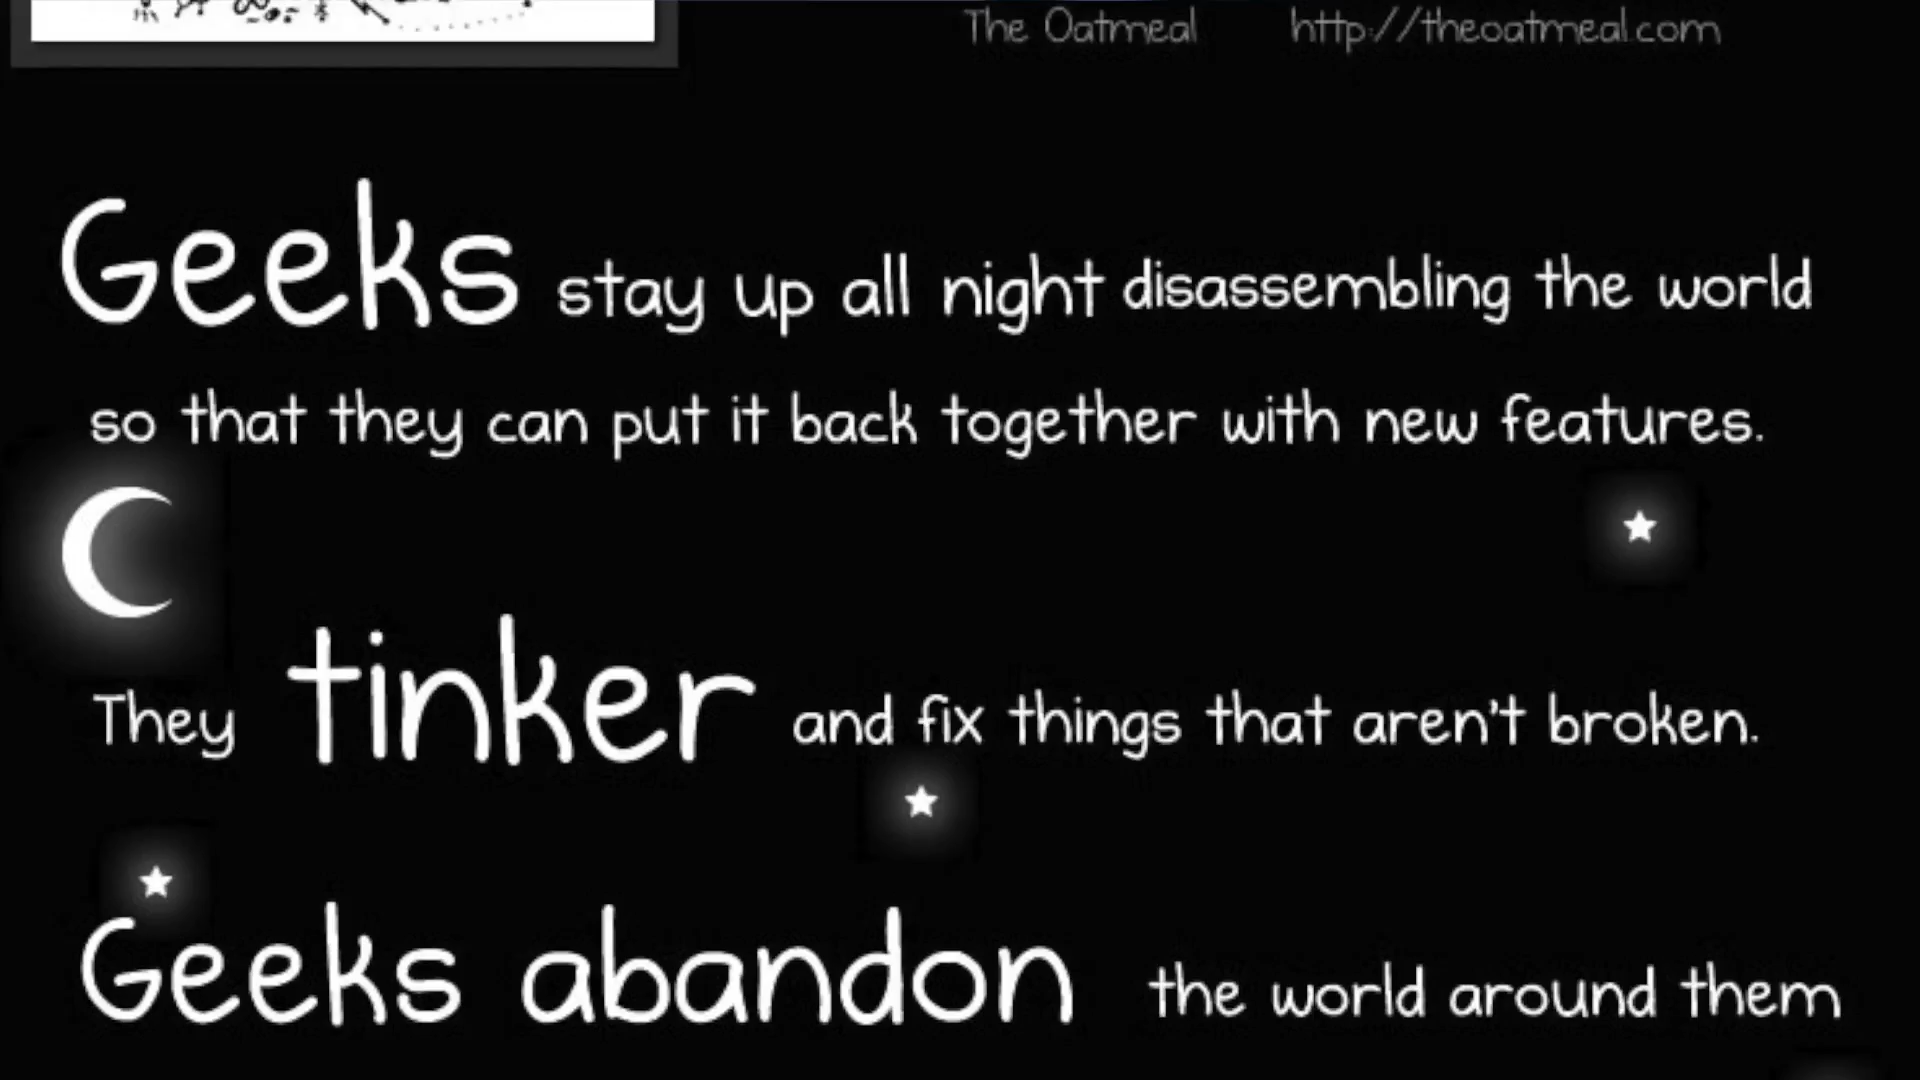 The Oatmeal http://theoatmeal.com
Geeks stay up all night disassembling the world
so that they can put it back together with new features.
They tinker and fix things that aren't broken.
Geeks abandon the world around them